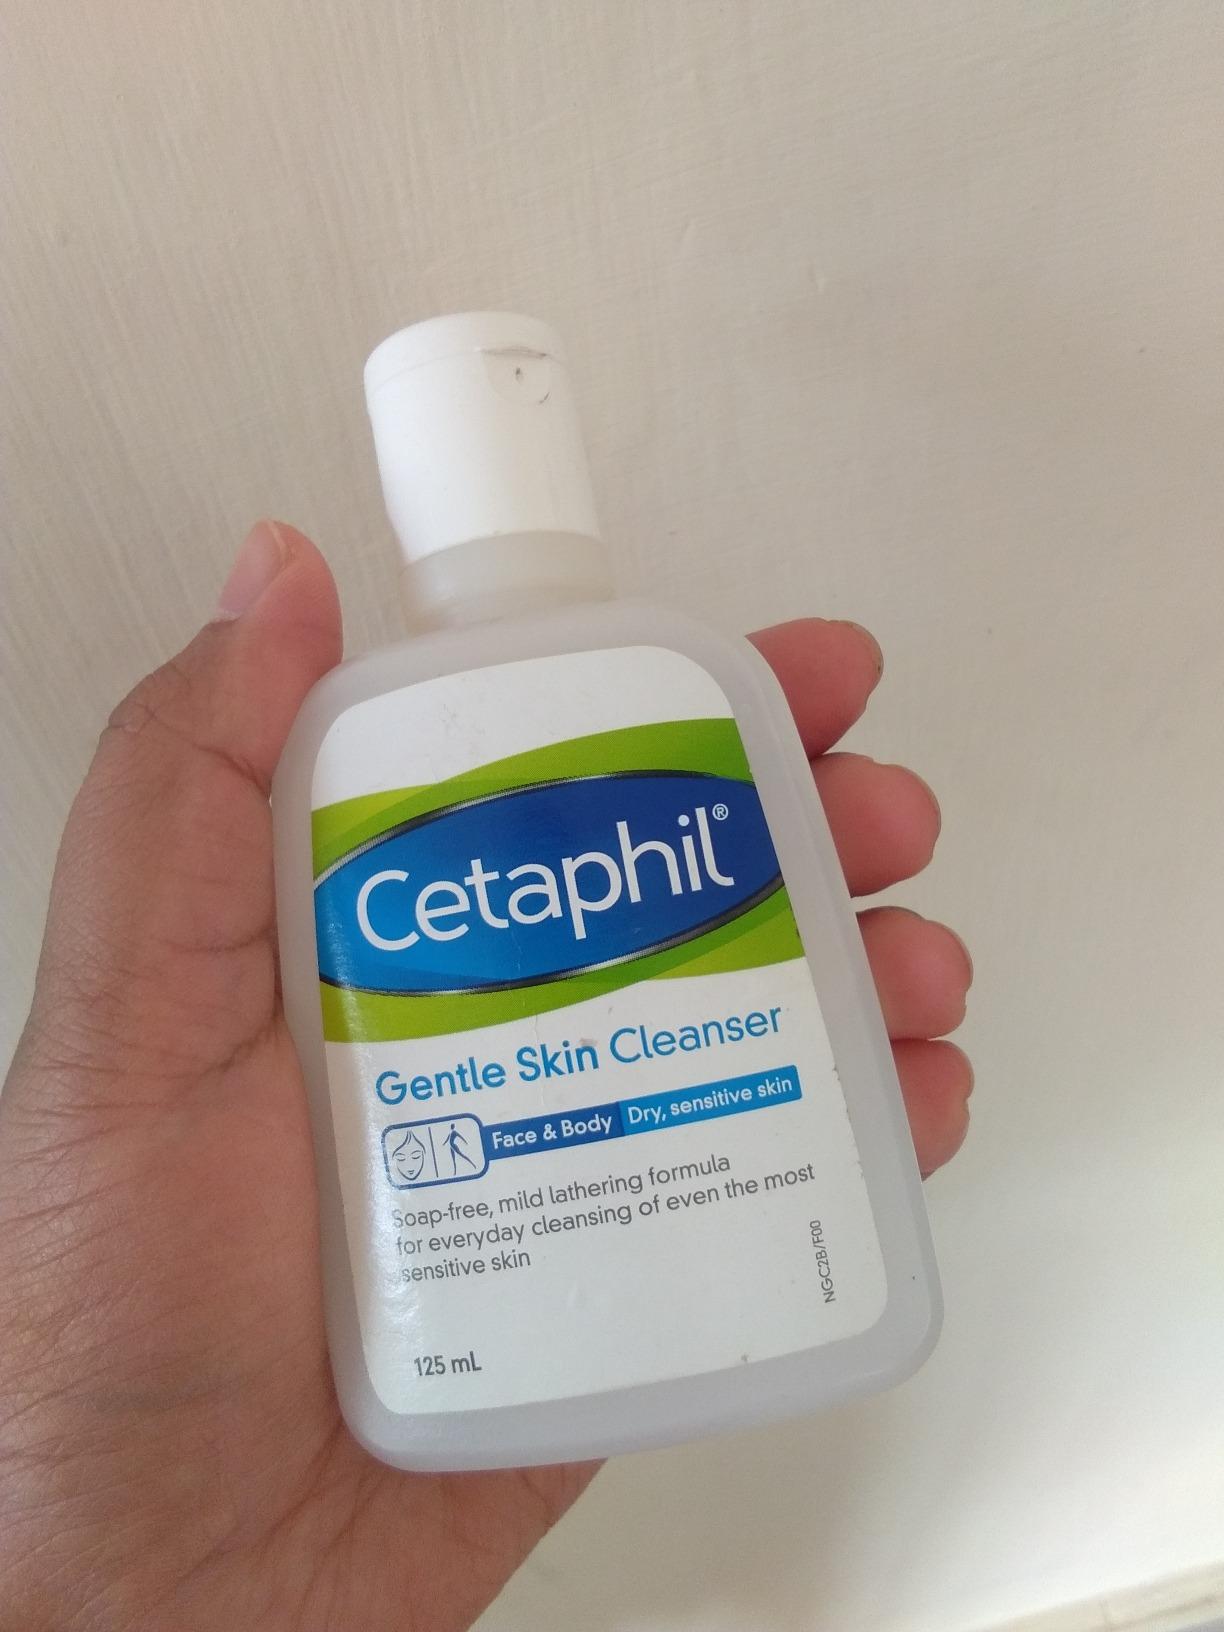 Cetaphil®
Gentle Skin Cleanser
Face & Body Dry, sensitive skin
Soap-free, mild lathering formula
for everyday cleansing of even the most
sensitive skin
NGC2B/F00
125 mL